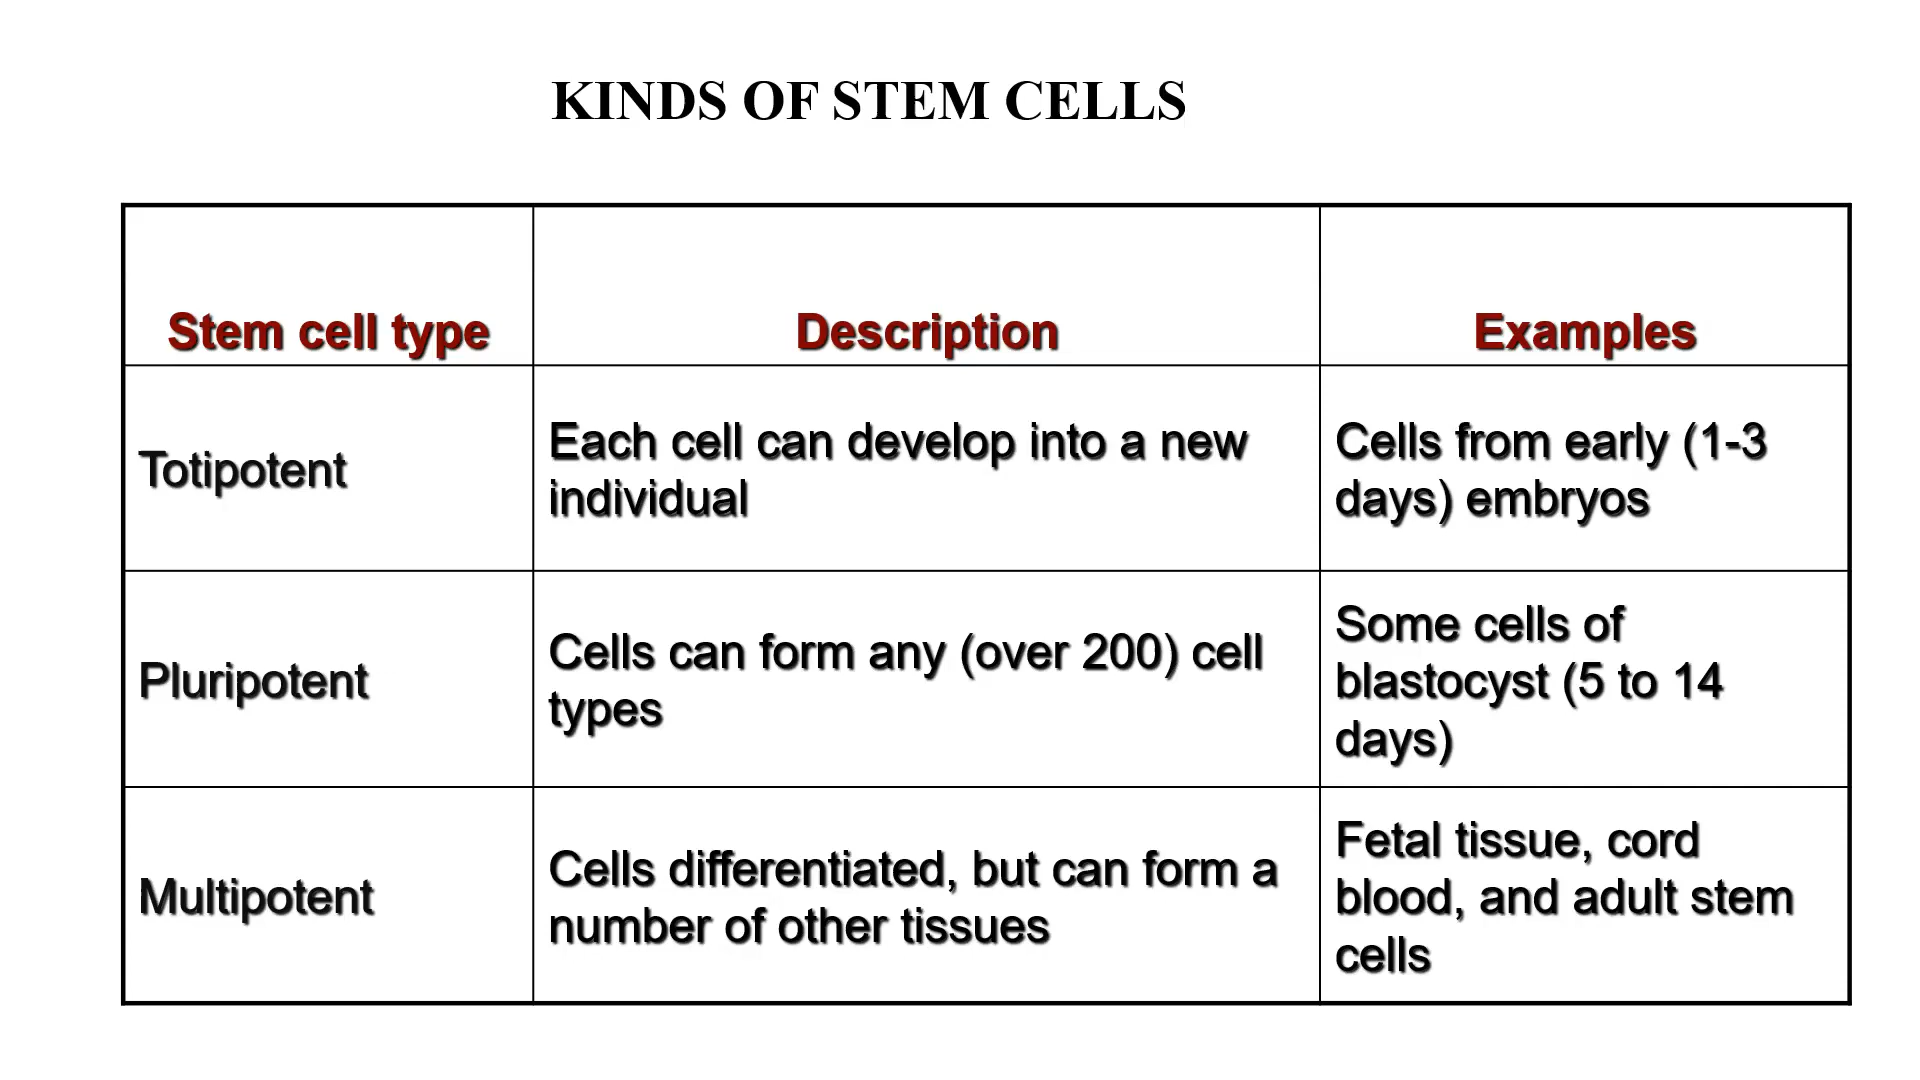 KINDS OF STEM CELLS
Stem cell type
Description
Examples
Totipotent
Each cell can develop into a new
individual
Cells from early (1-3
days) embryos
Pluripotent
Cells can form any (over 200) cell
types
Some cells of
blastocyst (5 to 14
days)
Multipotent
Cells differentiated, but can form a
number of other tissues
Fetal tissue, cord
blood, and adult stem
cells